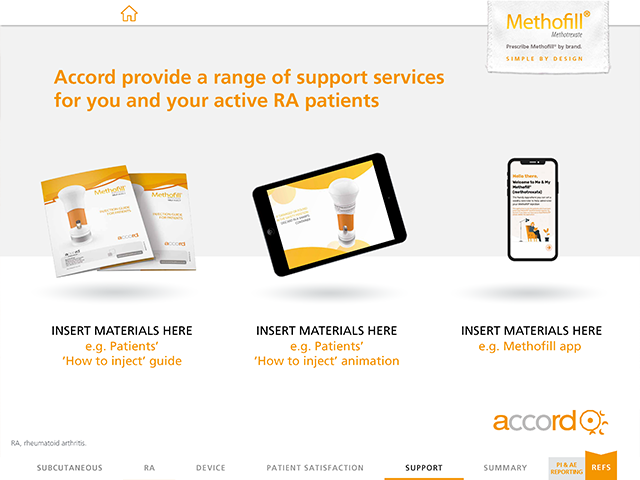 Methofill®
Methotrexate
Prescribe Methofill® by brand.
SIMPLE BY DESIGN
Accord provide a range of support services
for you and your active RA patients
Methofill®
INJECTION GUIDE
FOR PATIENTS
accord
Hello there.
Welcome to Me & My
Methofill®
(methotrexate)
INSERT MATERIALS HERE
e.g. Patients’
‘How to inject’ guide
INSERT MATERIALS HERE
e.g. Patients’
‘How to inject’ animation
INSERT MATERIALS HERE
e.g. Methofill app
accord
RA, rheumatoid arthritis.
SUBCUTANEOUS
RA
DEVICE
PATIENT SATISFACTION
SUPPORT
SUMMARY
PI & AE
REPORTING
REFS